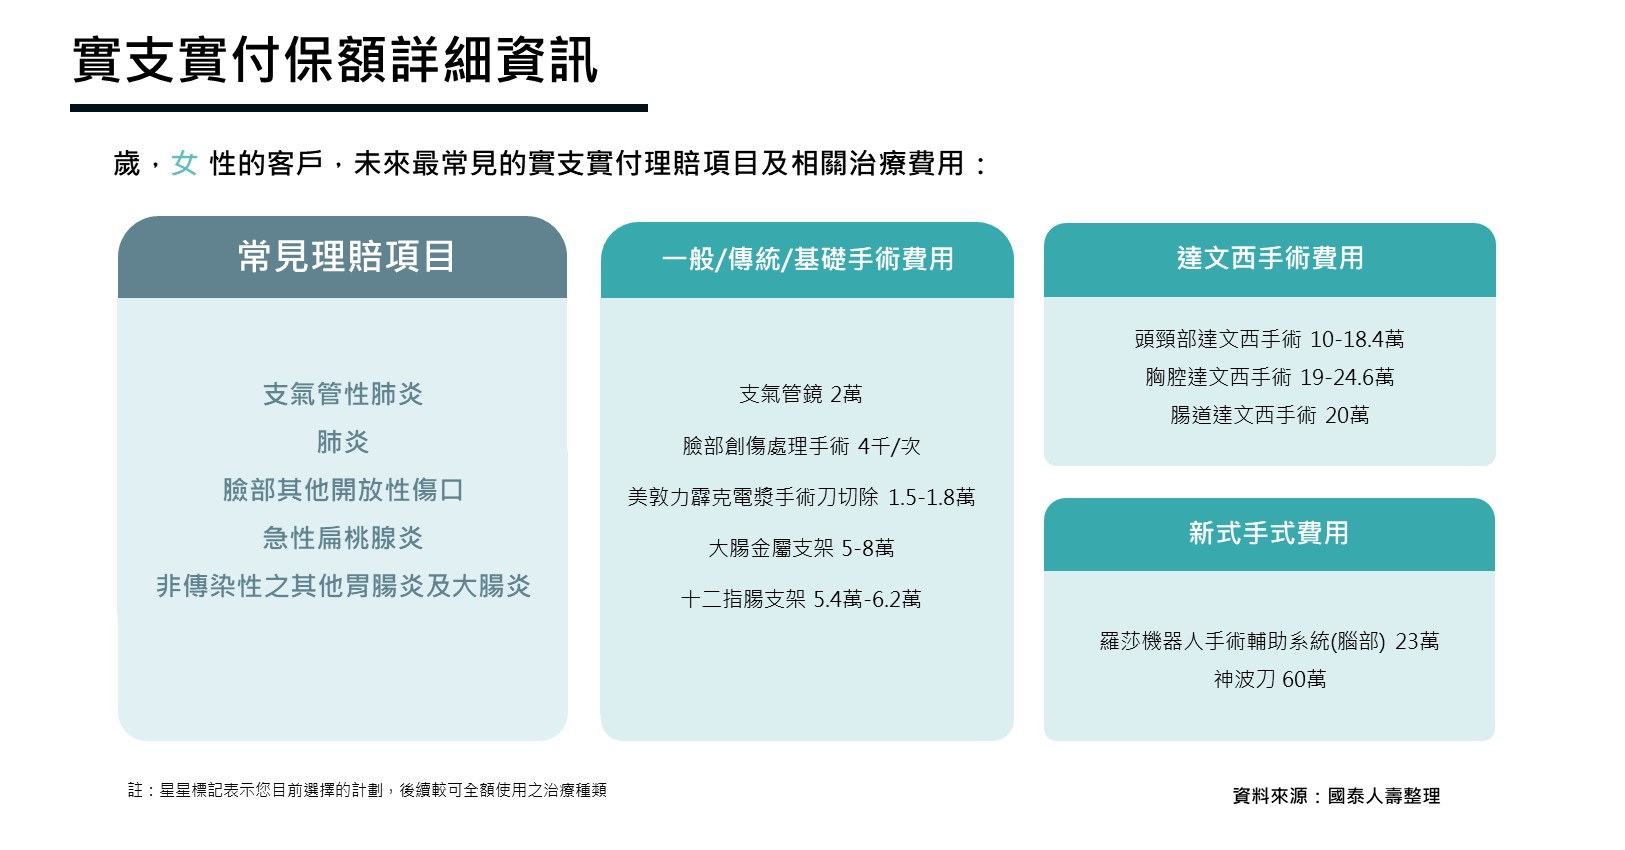 實支實付保額詳細資訊
歲，女 性的客戶，未來最常見的實支實付理賠項目及相關治療費用：
常見理賠項目
支氣管性肺炎
肺炎
臉部其他開放性傷口
急性扁桃腺炎
非傳染性之其他胃腸炎及大腸炎
一般/傳統/基礎手術費用
支氣管鏡 2萬
臉部創傷處理手術 4千/次
美敦力霹克電漿手術刀切除 1.5-1.8萬
大腸金屬支架 5-8萬
十二指腸支架 5.4萬-6.2萬
達文西手術費用
頭頸部達文西手術 10-18.4萬
胸腔達文西手術 19-24.6萬
腸道達文西手術 20萬
新式手式費用
羅莎機器人手術輔助系統(腦部) 23萬
神波刀 60萬
註：星星標記表示您目前選擇的計劃，後續較可全額使用之治療種類
資料來源：國泰人壽整理